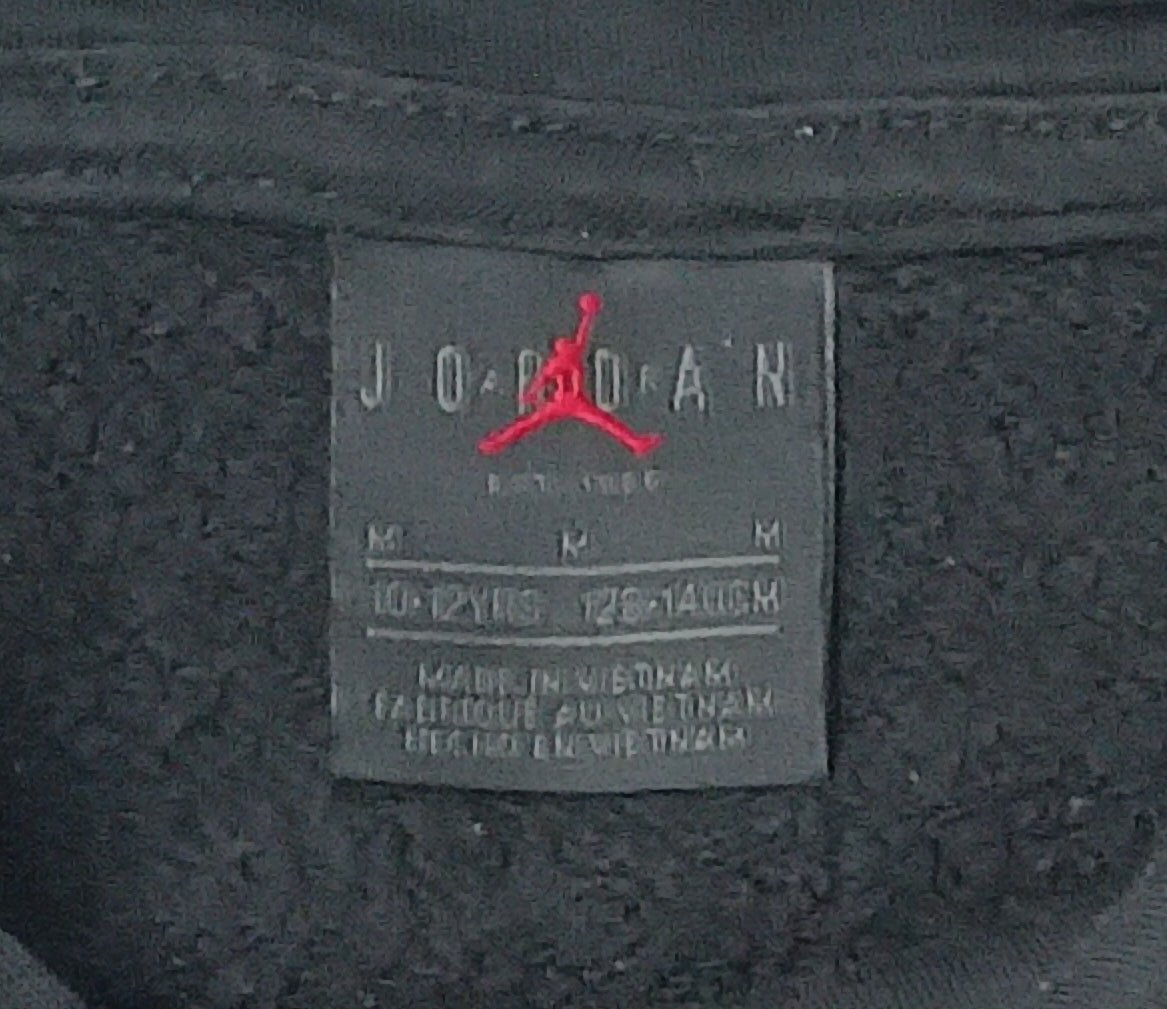 JORDAN
M M M
10-12YRS 128-140CM
MADE IN VIETNAM
FABRIQUE AU VIETNAM
HECHO EN VIETNAM